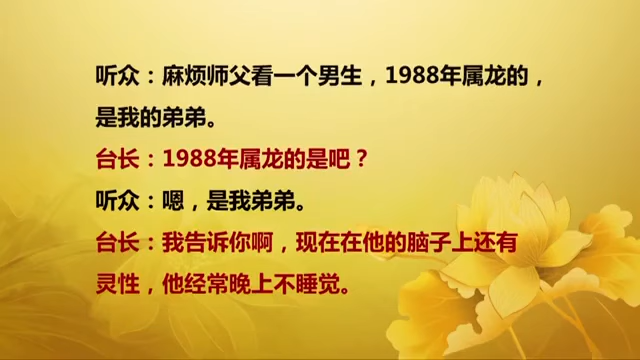 听众：麻烦师父看一个男生，1988年属龙的，
是我的弟弟。
台长：1988年属龙的是吧？
听众：嗯，是我弟弟。
台长：我告诉你啊，现在在他的脑子上还有
灵性，他经常晚上不睡觉。